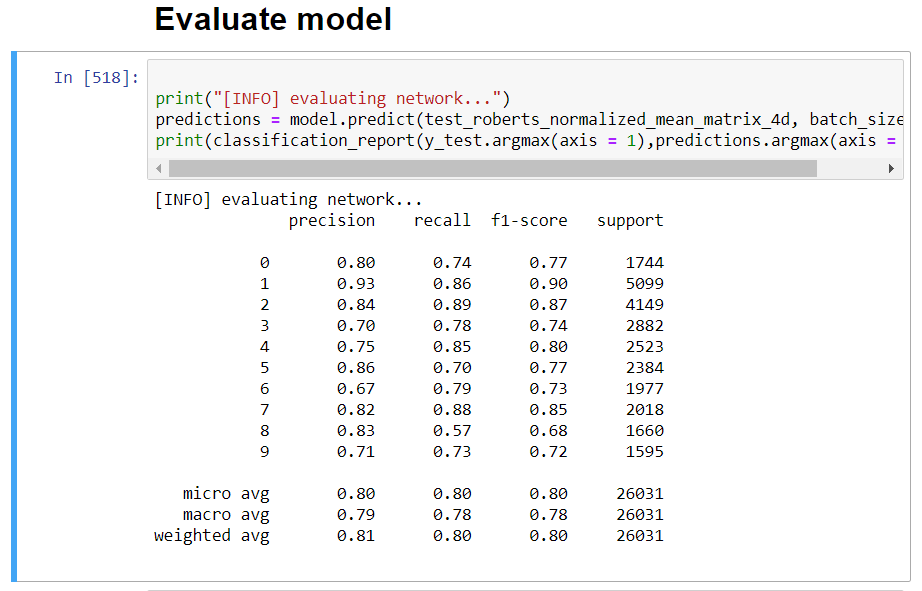 Evaluate model
In [518]:
print("[INFO] evaluating network...")
predictions = model.predict(test_roberts_normalized_mean_matrix_4d, batch_size
print(classification_report(y_test.argmax(axis = 1),predictions.argmax(axis =
[INFO] evaluating network...
precision recall f1-score support
0 0.80 0.74 0.77 1744
1 0.93 0.86 0.90 5099
2 0.84 0.89 0.87 4149
3 0.70 0.78 0.74 2882
4 0.75 0.85 0.80 2523
5 0.86 0.70 0.77 2384
6 0.67 0.79 0.73 1977
7 0.82 0.88 0.85 2018
8 0.83 0.57 0.68 1660
9 0.71 0.73 0.72 1595
micro avg 0.80 0.80 0.80 26031
macro avg 0.79 0.78 0.78 26031
weighted avg 0.81 0.80 0.80 26031